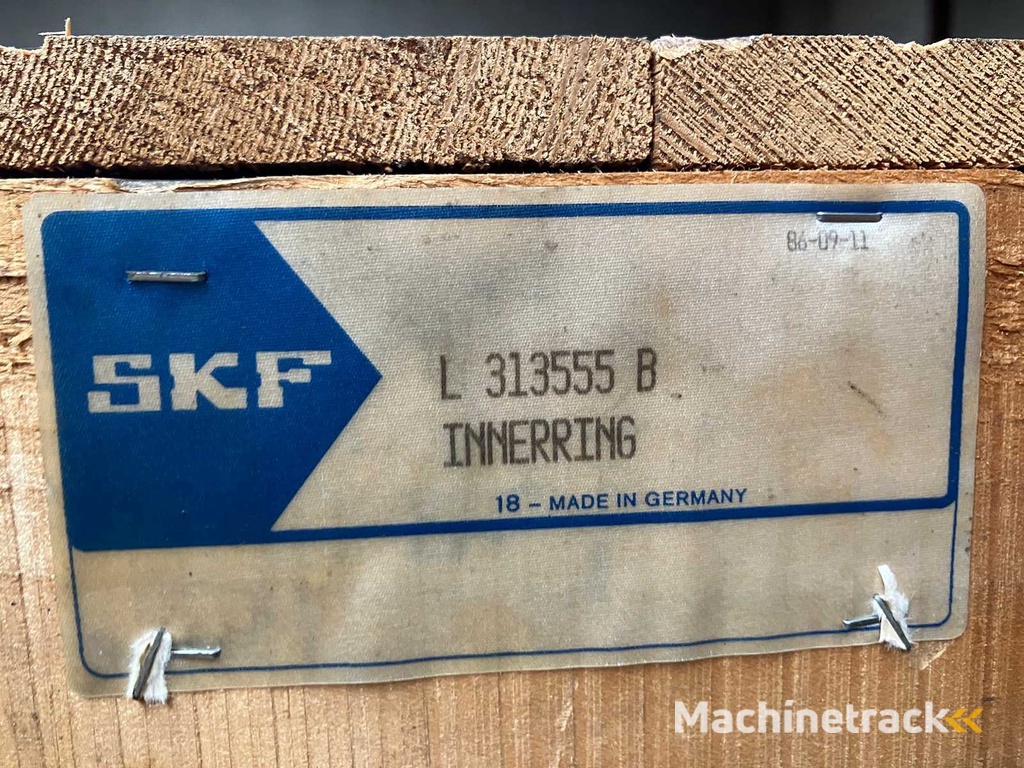 86-09-11
SKF
L 313555 B
INNERRING
18 – MADE IN GERMANY
Machinetrack